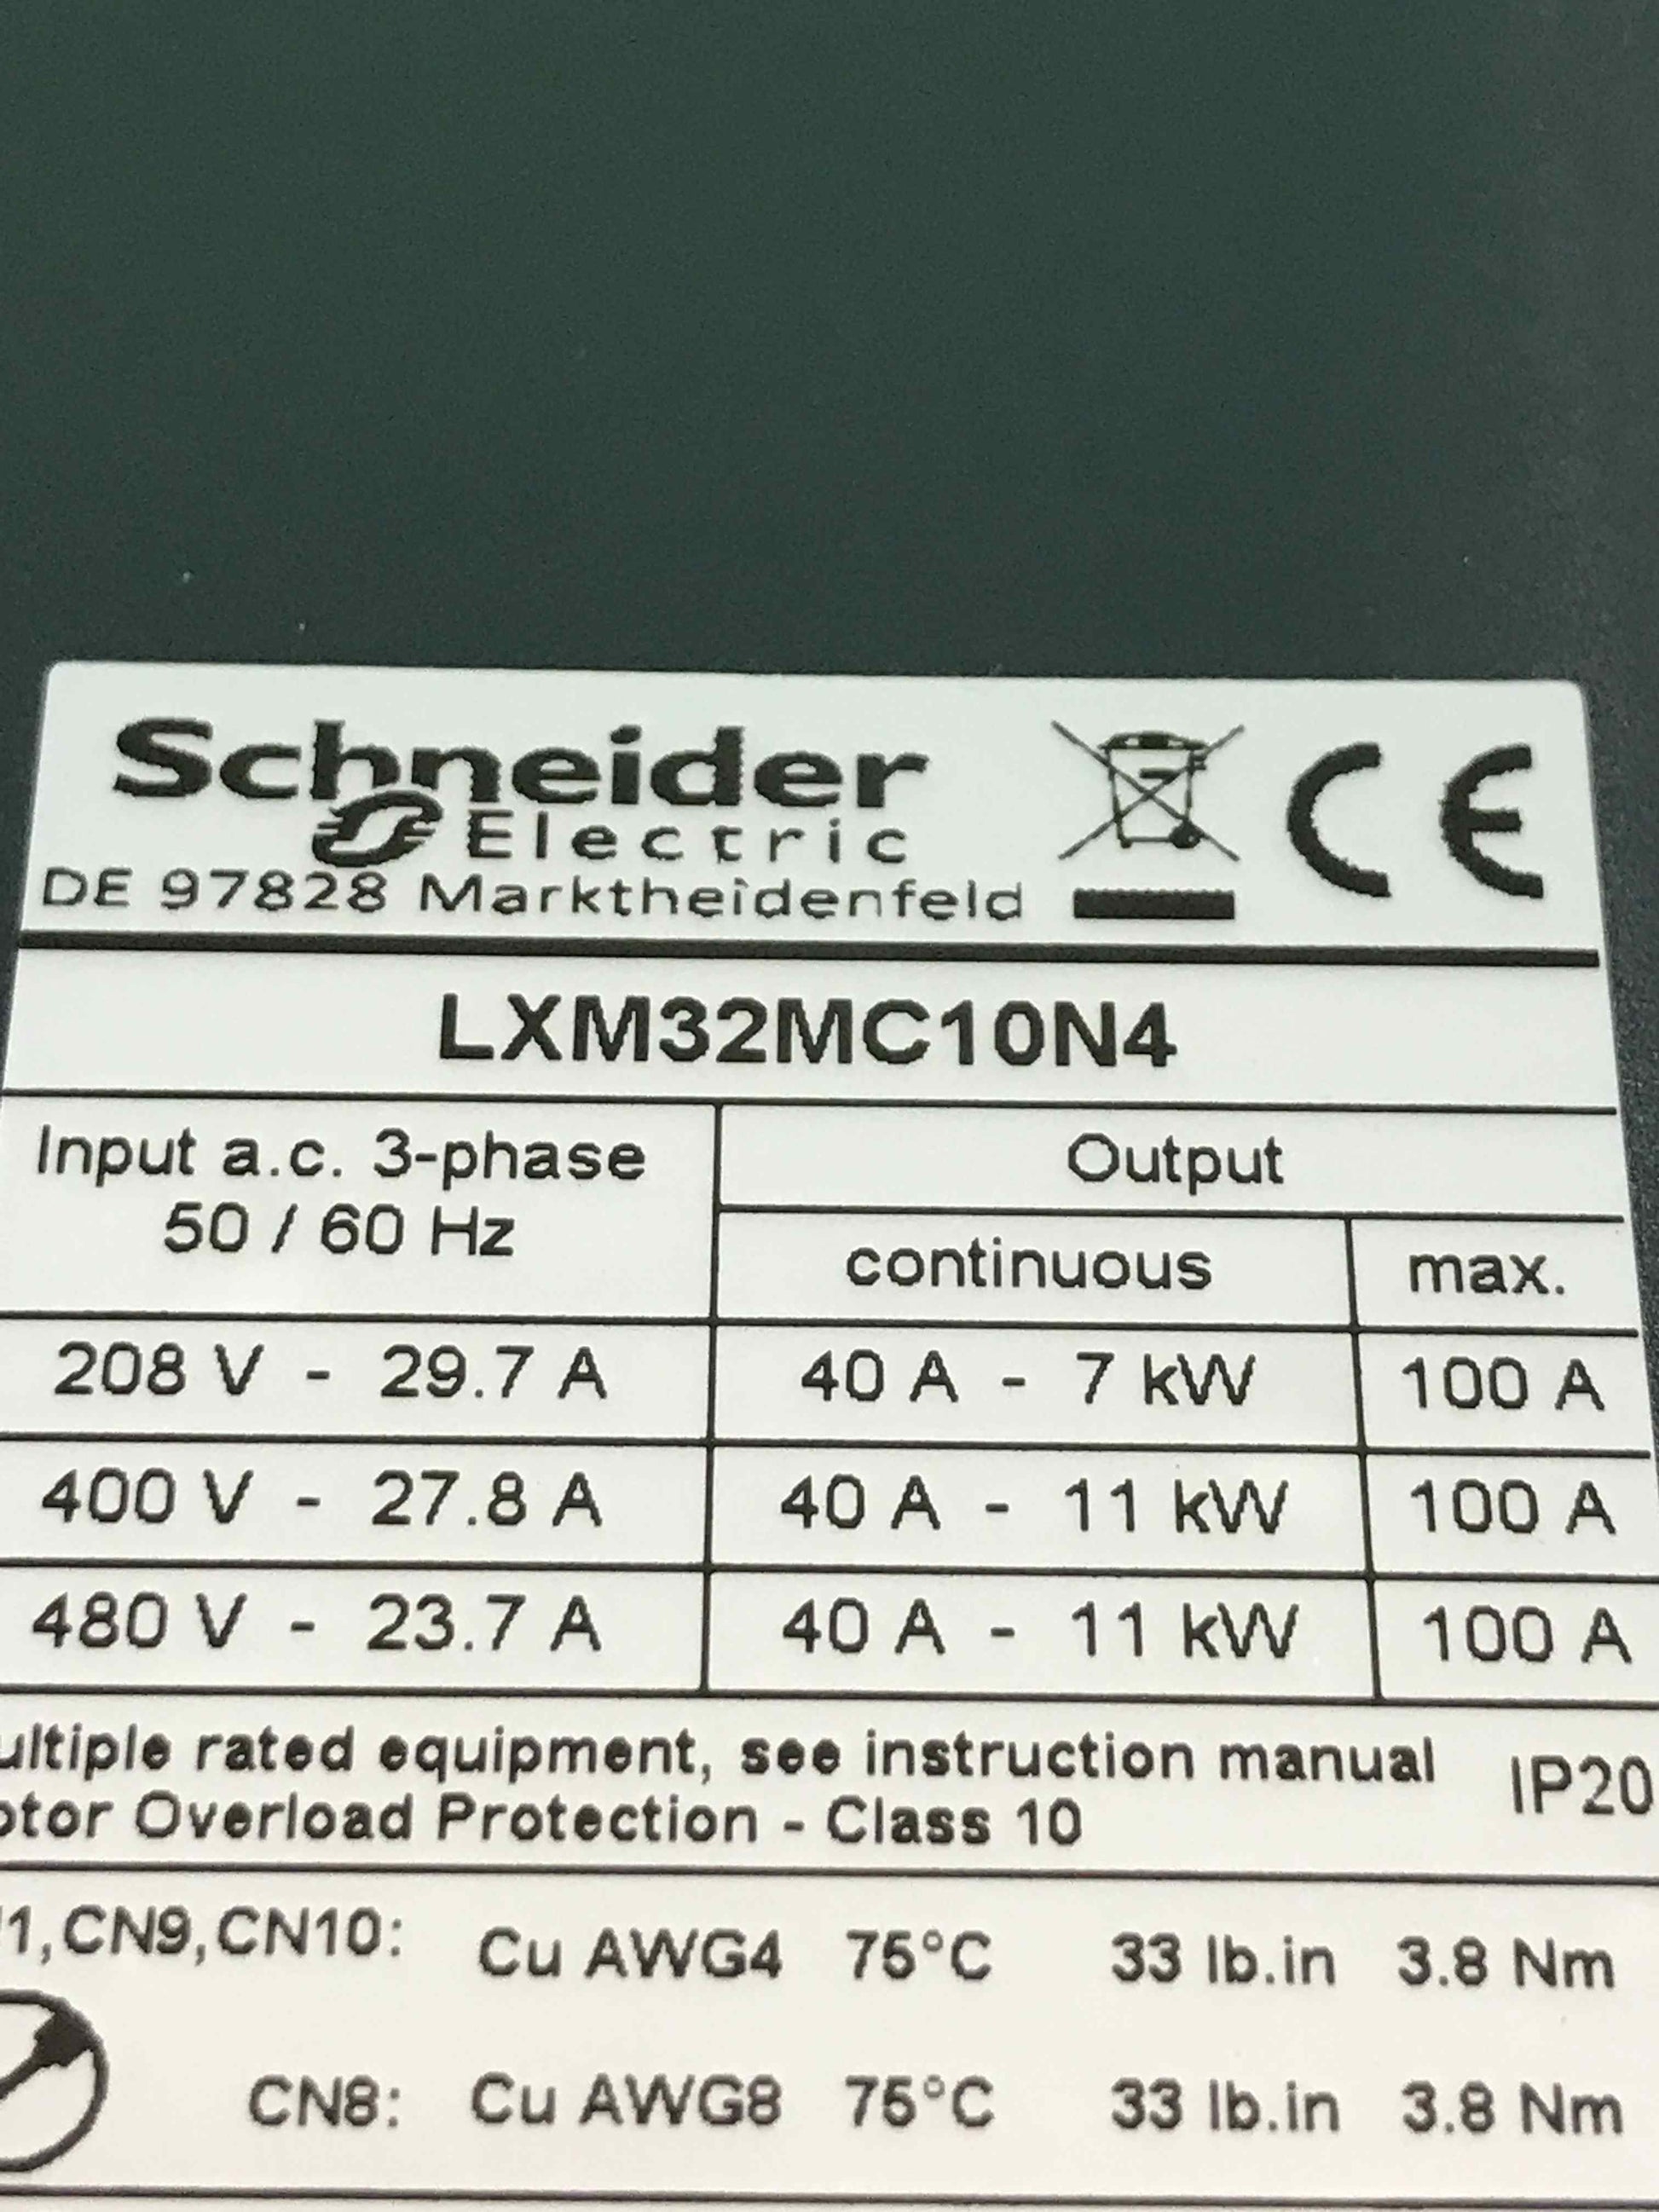 Schneider
Electric
DE 97828 Marktheidenfeld
CE
LXM32MC10N4
Input a.c. 3-phase
50 / 60 Hz
Output
continuous
max.
208 V - 29.7 A
40 A - 7 kW
100 A
400 V - 27.8 A
40 A - 11 kW
100 A
480 V - 23.7 A
40 A - 11 kW
100 A
ultiple rated equipment, see instruction manual
otor Overload Protection - Class 10
IP20
1,CN9,CN10: Cu AWG4 75°C 33 lb.in 3.8 Nm
CN8: Cu AWG8 75°C 33 lb.in 3.8 Nm